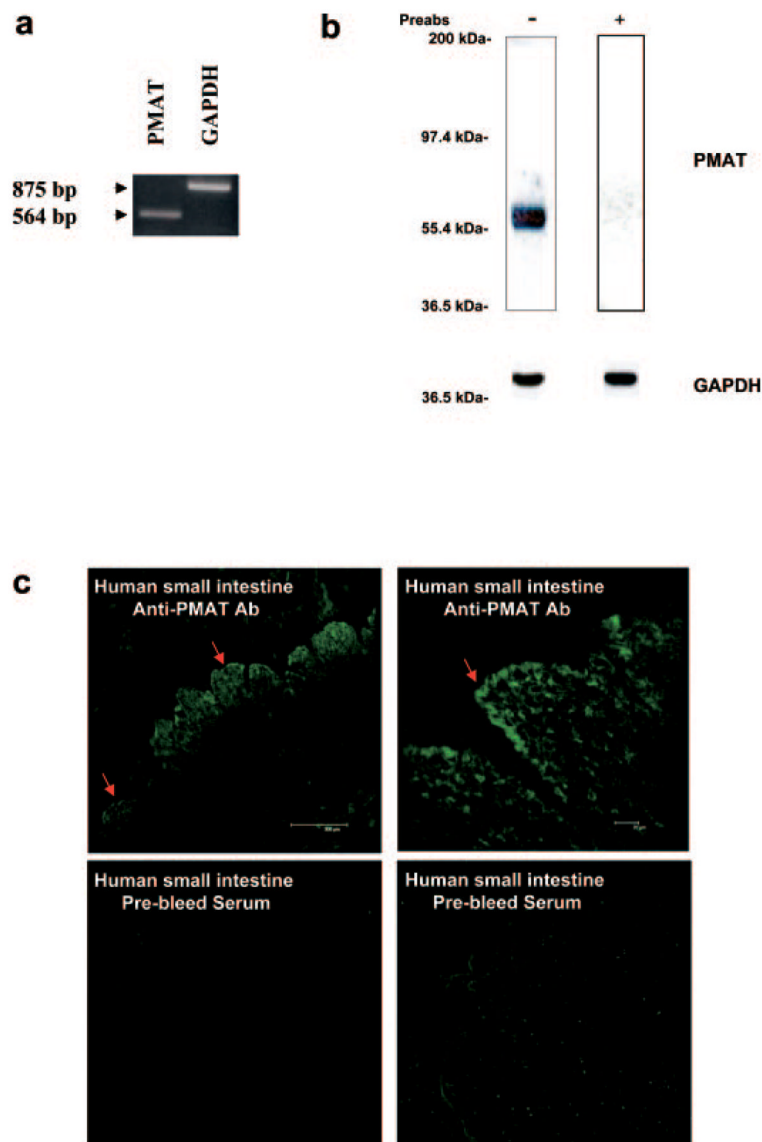 a
PMAT
GAPDH
875 bp
564 bp
b
Preabs - +
200 kDa-
97.4 kDa-
PMAT
55.4 kDa-
36.5 kDa-
36.5 kDa-
GAPDH
c
Human small intestine
Anti-PMAT Ab
Human small intestine
Anti-PMAT Ab
Human small intestine
Pre-bleed Serum
Human small intestine
Pre-bleed Serum